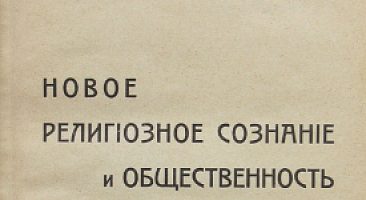 НОВОЕ
РЕЛИГІОЗНОЕ СОЗНАНІЕ
и ОБЩЕСТВЕННОСТЬ